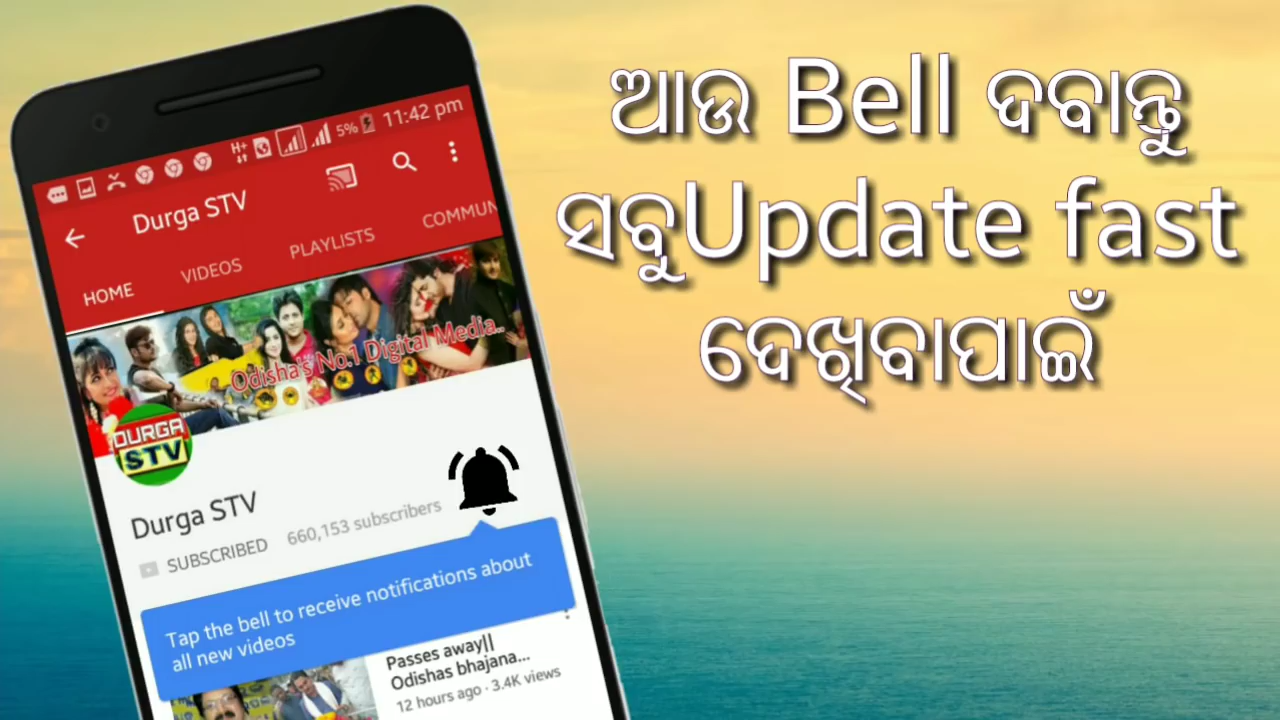 5% 11:42 pm
Durga STV
HOME VIDEOS PLAYLISTS COMMUN
Odisha's No.1 Digital Media..
DURGA
STV
Durga STV
SUBSCRIBED 660,153 subscribers
Tap the bell to receive notifications about
all new videos
Passes away||
Odishas bhajana...
12 hours ago · 3.4K views
ଆଉ Bell ଦବାନ୍ତୁ
ସବୁUpdate fast
ଦେଖିବାପାଇଁ